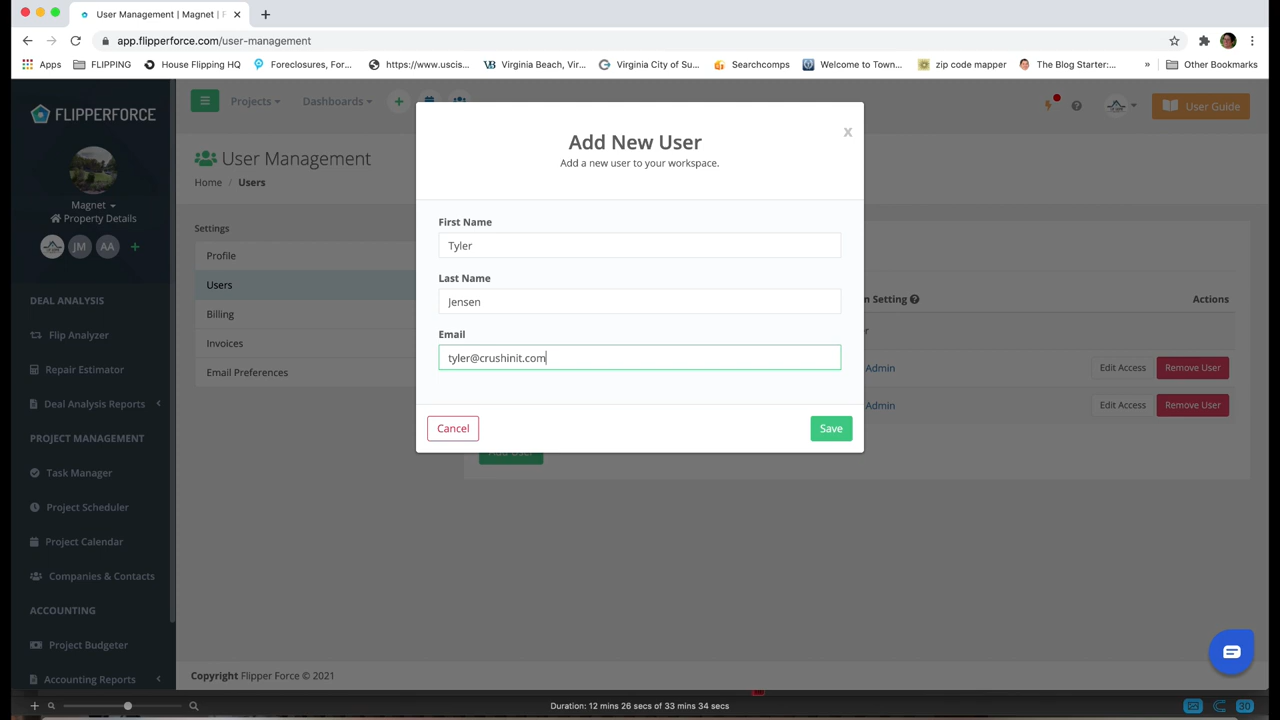 User Management | Magnet | F
app.flipperforce.com/user-management
Apps FLIPPING House Flipping HQ Foreclosures, For... https://www.uscis... Virginia Beach, Vir... Virginia City of Su... Searchcomps Welcome to Town... zip code mapper The Blog Starter:... » Other Bookmarks
FLIPPERFORCE
Projects Dashboards
User Guide
User Management
Home / Users
Magnet
Property Details
JM AA
DEAL ANALYSIS
Flip Analyzer
Repair Estimator
Deal Analysis Reports
PROJECT MANAGEMENT
Task Manager
Project Scheduler
Project Calendar
Companies & Contacts
ACCOUNTING
Project Budgeter
Accounting Reports
Settings
Profile
Users
Billing
Invoices
Email Preferences
Add New User
x
Add a new user to your workspace.
First Name
Tyler
Last Name
Jensen
Email
tyler@crushinit.com
Cancel Save
n Setting Actions
r
Admin Edit Access Remove User
Admin Edit Access Remove User
Add User
Copyright Flipper Force © 2021
Duration: 12 mins 26 secs of 33 mins 34 secs
30